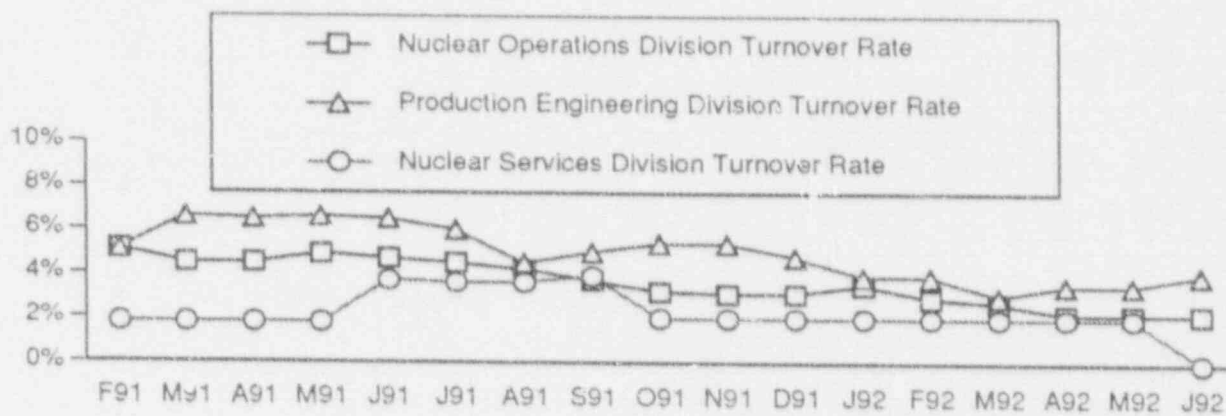 Nuclear Operations Division Turnover Rate
Production Engineering Division Turnover Rate
Nuclear Services Division Turnover Rate
10%
8%
6%
4%
2%
0%
F91 M91 A91 M91 J91 J91 A91 S91 O91 N91 D91 J92 F92 M92 A92 M92 J92